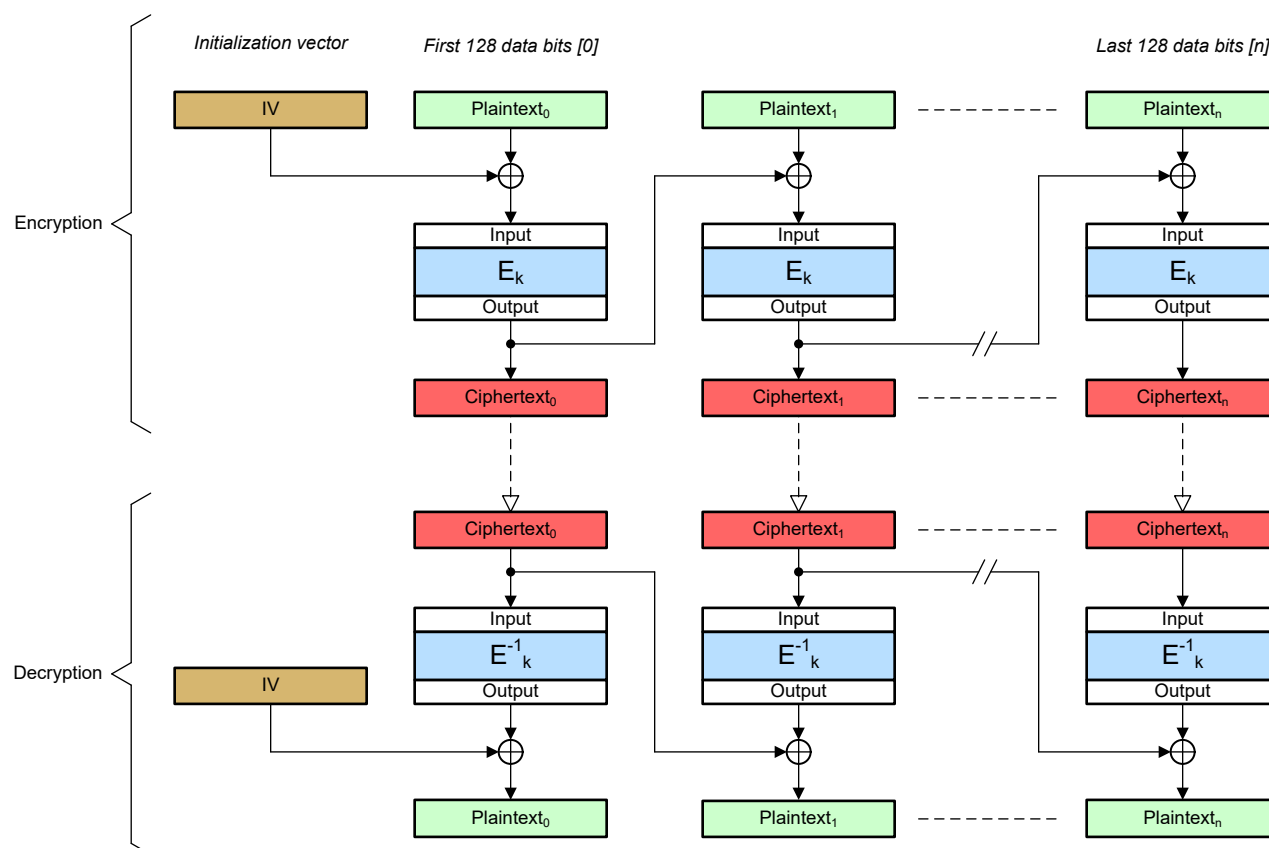 Initialization vector
First 128 data bits [0]
Last 128 data bits [n]
IV
Plaintext₀
Plaintext₁
Plaintextₙ
Encryption
Input
Input
Input
Eₖ
Eₖ
Eₖ
Output
Output
Output
Ciphertext₀
Ciphertext₁
Ciphertextₙ
Ciphertext₀
Ciphertext₁
Ciphertextₙ
Input
Input
Input
E⁻¹ₖ
E⁻¹ₖ
E⁻¹ₖ
Decryption
IV
Output
Output
Output
Plaintext₀
Plaintext₁
Plaintextₙ